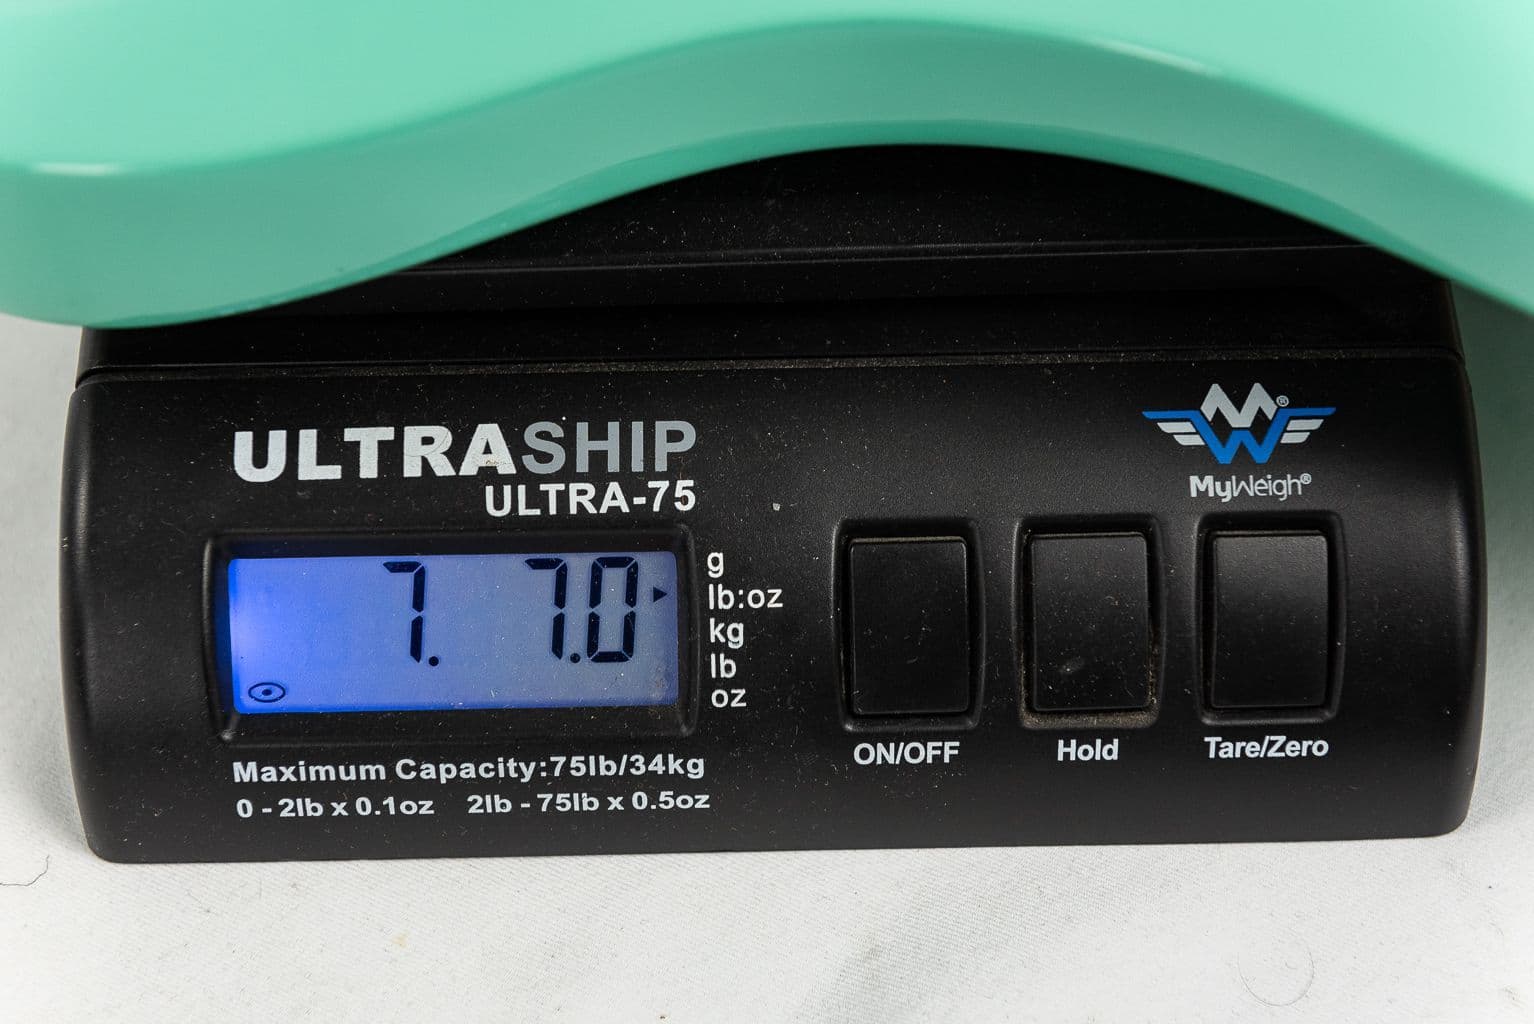 ULTRASHIP
ULTRA-75
MyWeigh®
7. 7.0
g
lb:oz
kg
lb
oz
ON/OFF
Hold
Tare/Zero
Maximum Capacity:75lb/34kg
0 - 2lb x 0.1oz 2lb - 75lb x 0.5oz